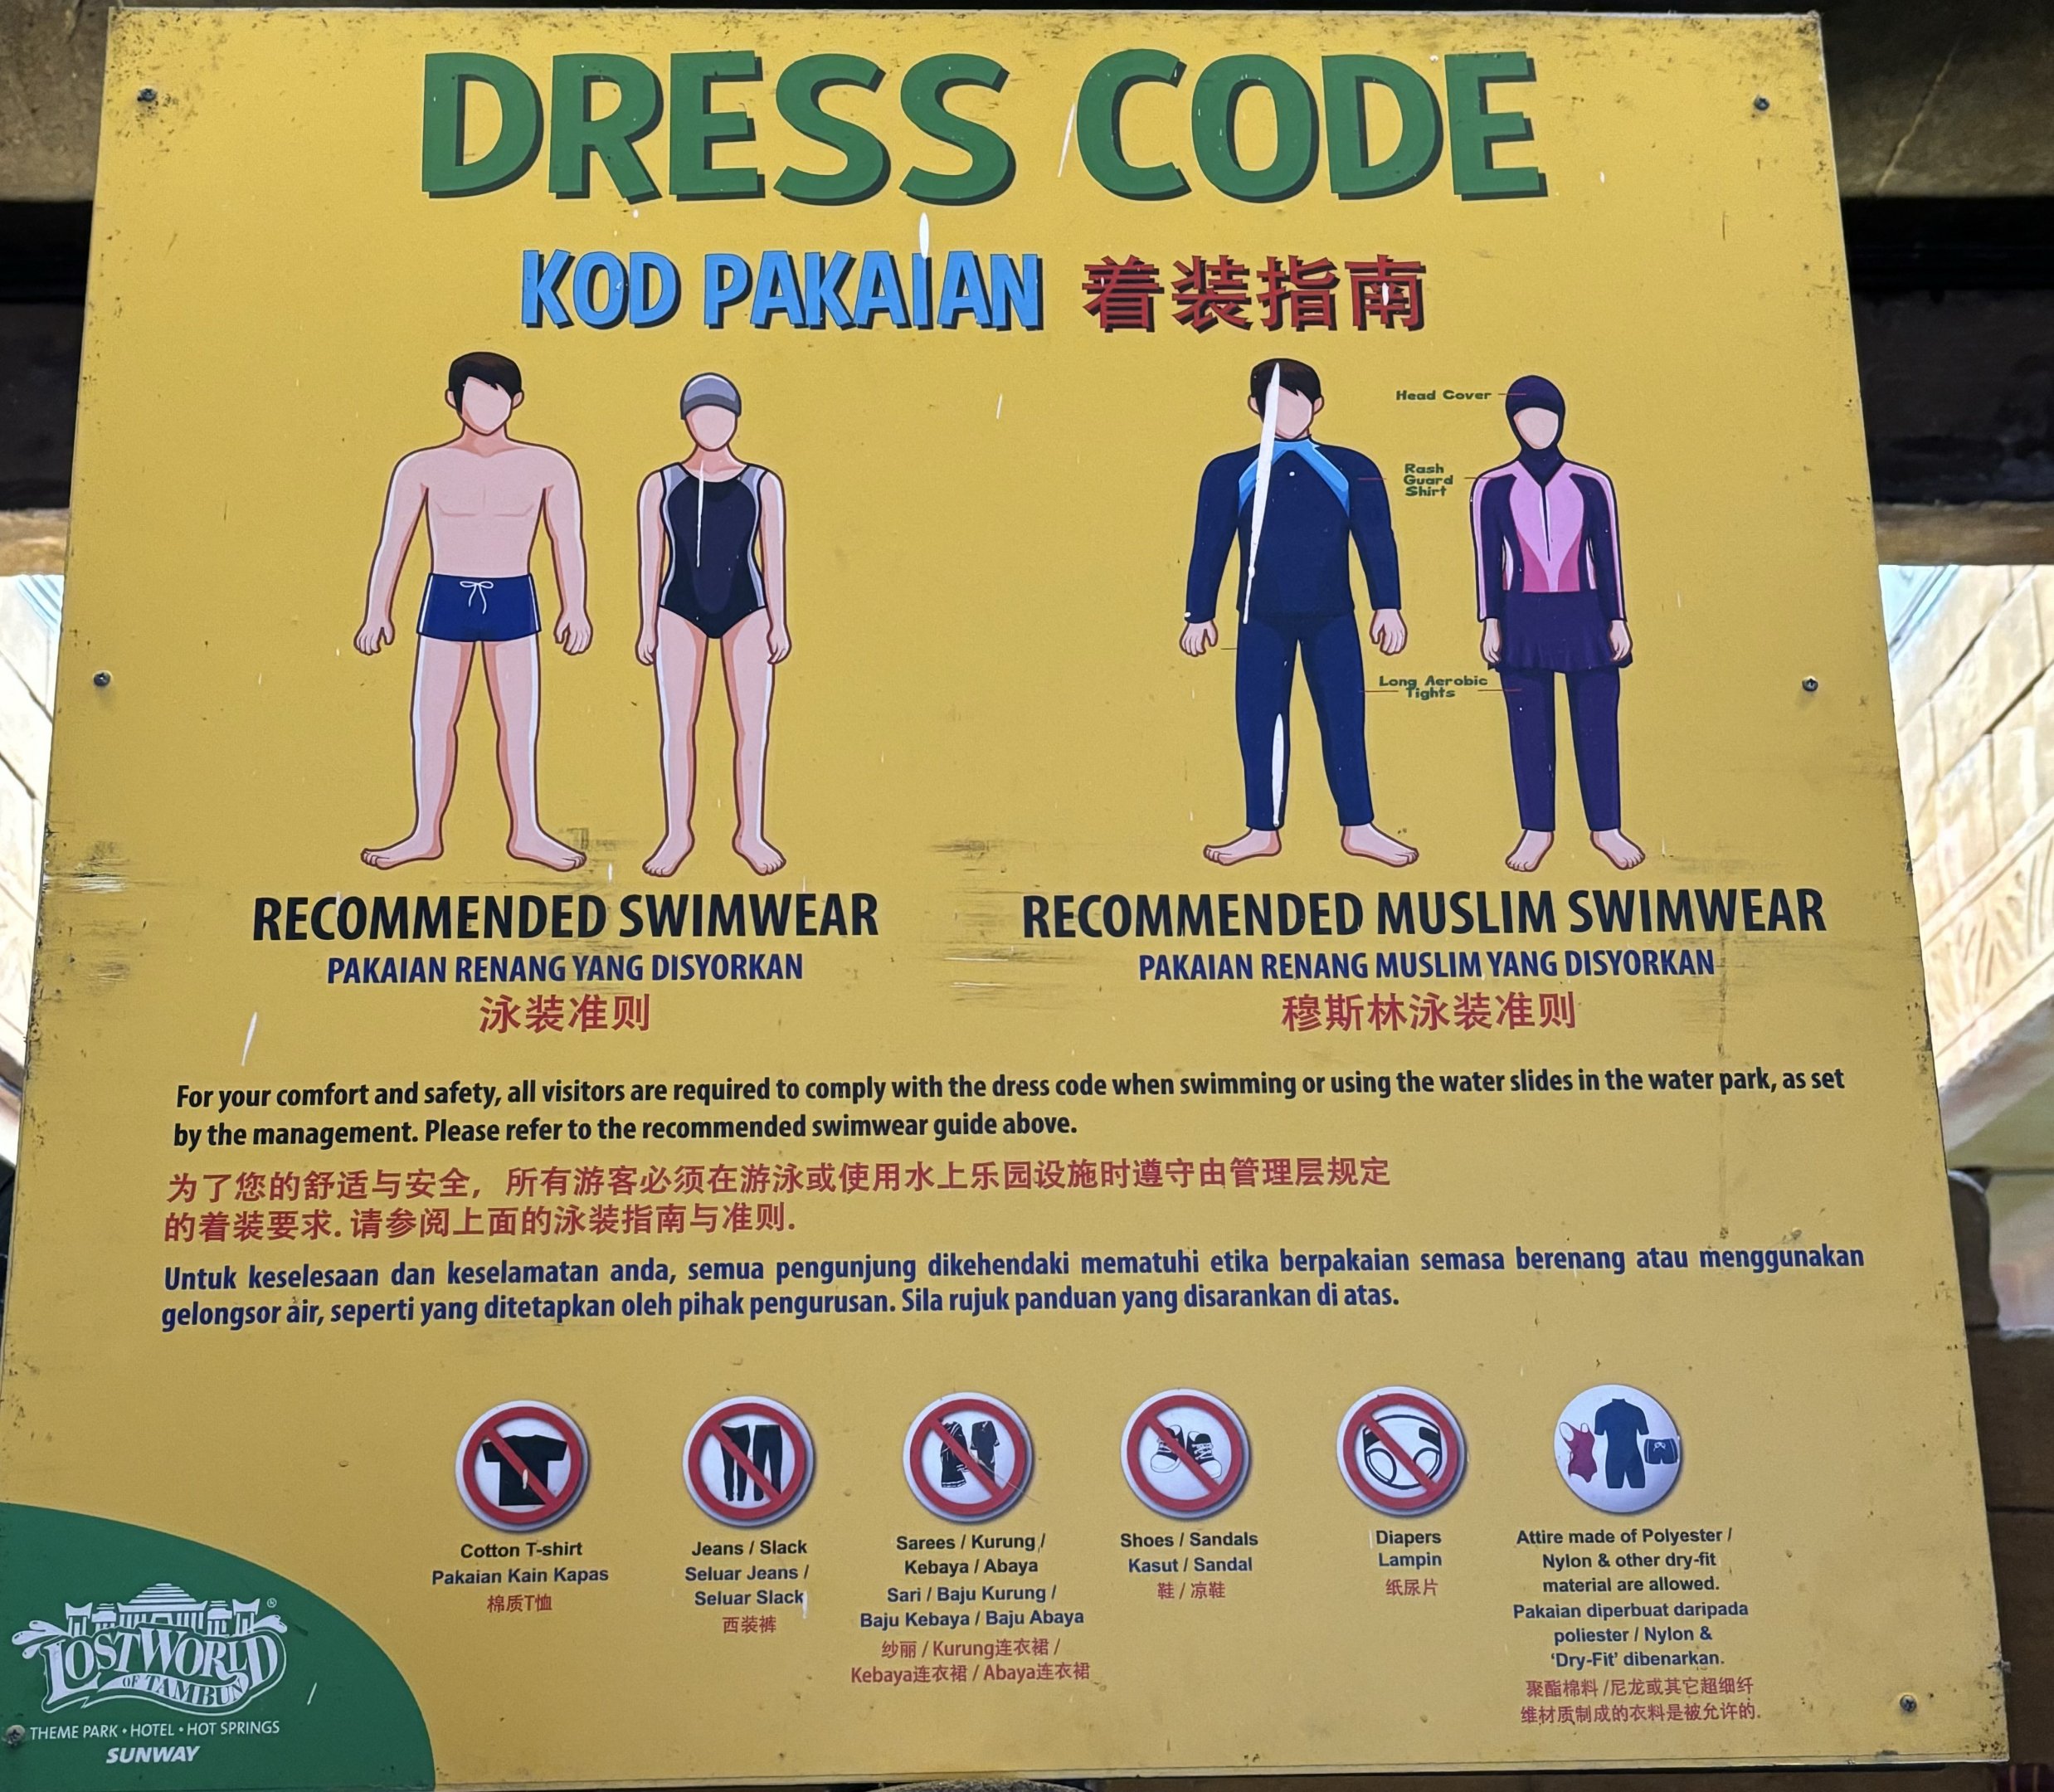 DRESS CODE
KOD PAKAIAN 着装指南
Head Cover
Rash
Guard
Shirt
Long Aerobic
Tights
RECOMMENDED SWIMWEAR
PAKAIAN RENANG YANG DISYORKAN
泳装准则
RECOMMENDED MUSLIM SWIMWEAR
PAKAIAN RENANG MUSLIM YANG DISYORKAN
穆斯林泳装准则
For your comfort and safety, all visitors are required to comply with the dress code when swimming or using the water slides in the water park, as set
by the management. Please refer to the recommended swimwear guide above.
为了您的舒适与安全，所有游客必须在游泳或使用水上乐园设施时遵守由管理层规定
的着装要求. 请参阅上面的泳装指南与准则.
Untuk keselesaan dan keselamatan anda, semua pengunjung dikehendaki mematuhi etika berpakaian semasa berenang atau menggunakan
gelongsor air, seperti yang ditetapkan oleh pihak pengurusan. Sila rujuk panduan yang disarankan di atas.
Cotton T-shirt
Pakaian Kain Kapas
棉质T恤
Jeans / Slack
Seluar Jeans /
Seluar Slack
西装裤
Sarees / Kurung /
Kebaya / Abaya
Sari / Baju Kurung /
Baju Kebaya / Baju Abaya
纱丽 / Kurung连衣裙 /
Kebaya连衣裙 / Abaya连衣裙
Shoes / Sandals
Kasut / Sandal
鞋 / 凉鞋
Diapers
Lampin
纸尿片
Attire made of Polyester /
Nylon & other dry-fit
material are allowed.
Pakaian diperbuat daripada
poliester / Nylon &
'Dry-Fit' dibenarkan.
聚酯棉料 /尼龙或其它超细纤
维材质制成的衣料是被允许的.
LOST WORLD ®
OF TAMBUN
THEME PARK • HOTEL • HOT SPRINGS
SUNWAY